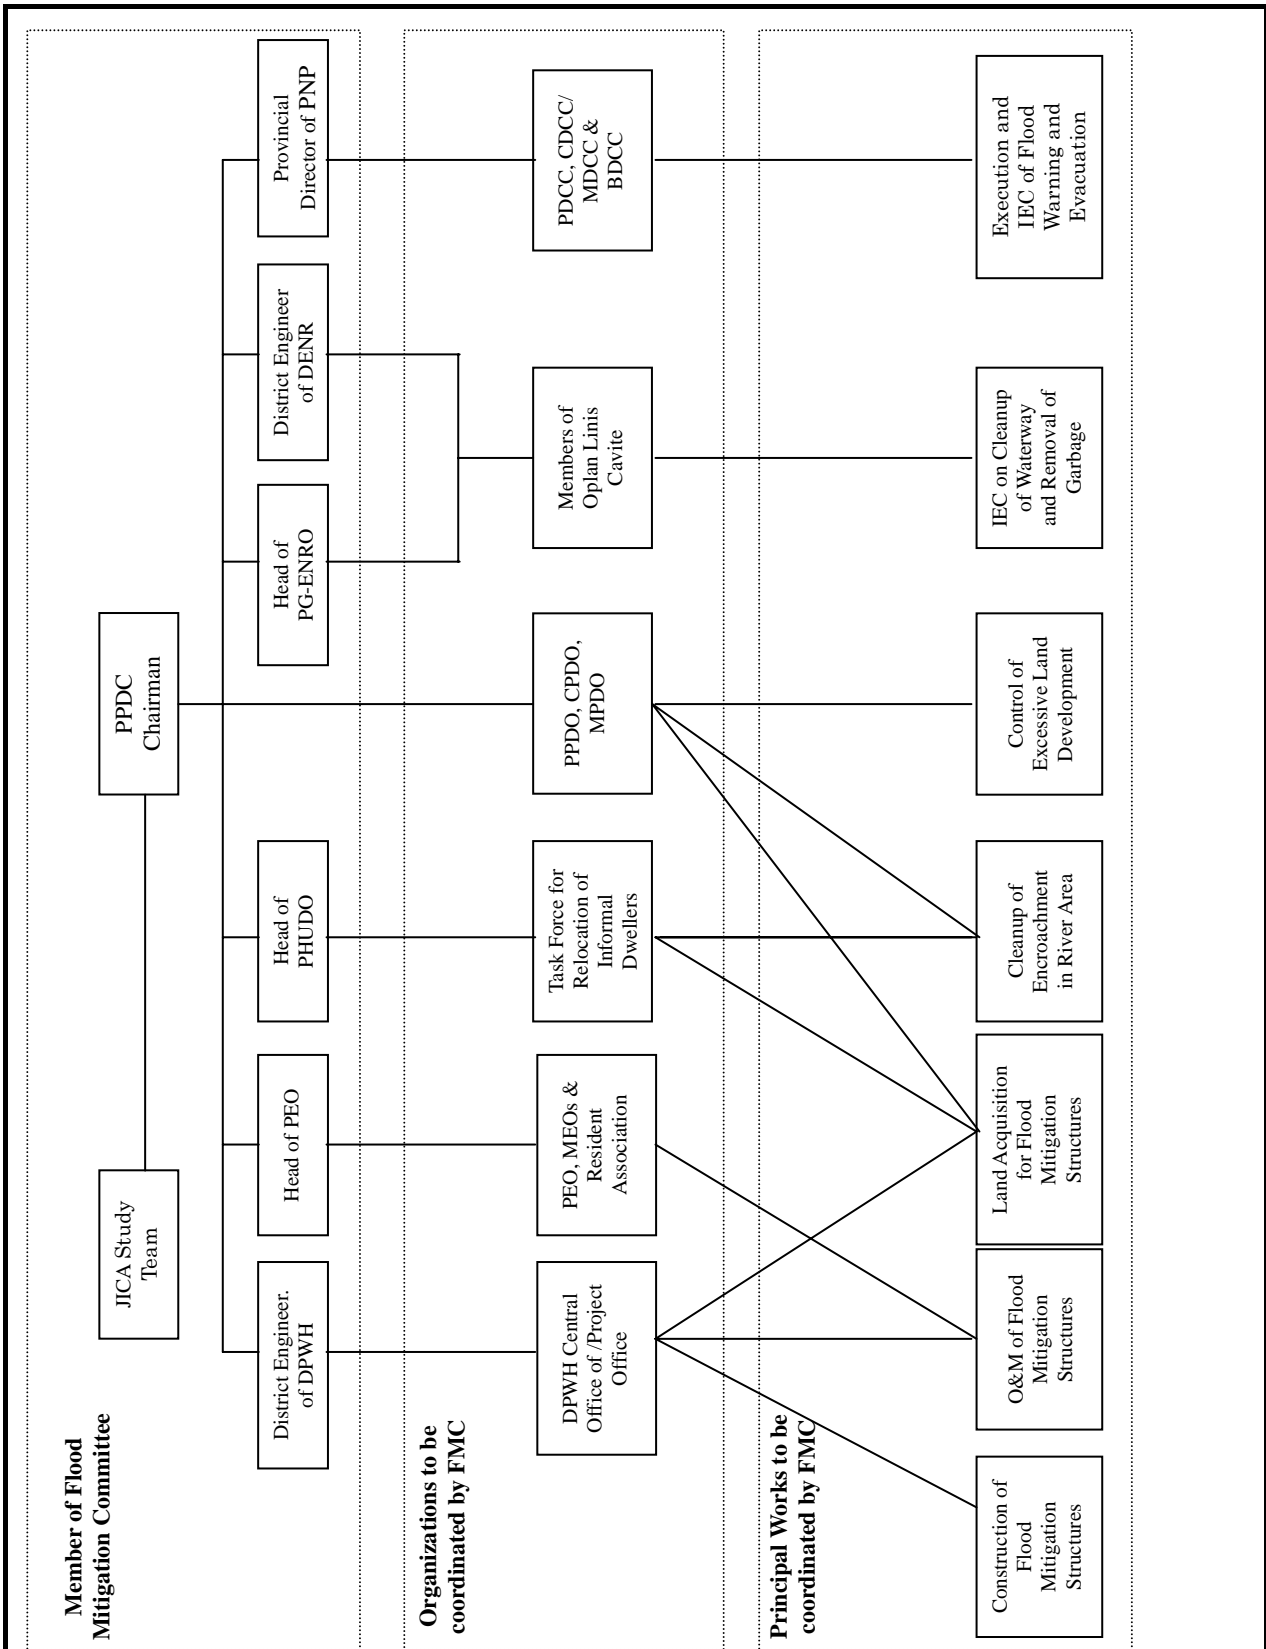 Member of Flood
Mitigation Committee
JICA Study
Team
PPDC
Chairman
District Engineer.
of DPWH
Head of PEO
Head of
PHUDO
Head of
PG-ENRO
District Engineer
of DENR
Provincial
Director of PNP
Organizations to be
coordinated by FMC
DPWH Central
Office of /Project
Office
PEO, MEOs &
Resident
Association
Task Force for
Relocation of
Informal
Dwellers
PPDO, CPDO,
MPDO
Members of
Oplan Linis
Cavite
PDCC, CDCC/
MDCC &
BDCC
Principal Works to be
coordinated by FMC
Construction of
Flood
Mitigation
Structures
O&M of Flood
Mitigation
Structures
Land Acquisition
for Flood
Mitigation
Structures
Cleanup of
Encroachment
in River Area
Control of
Excessive Land
Development
IEC on Cleanup
of Waterway
and Removal of
Garbage
Execution and
IEC of Flood
Warning and
Evacuation